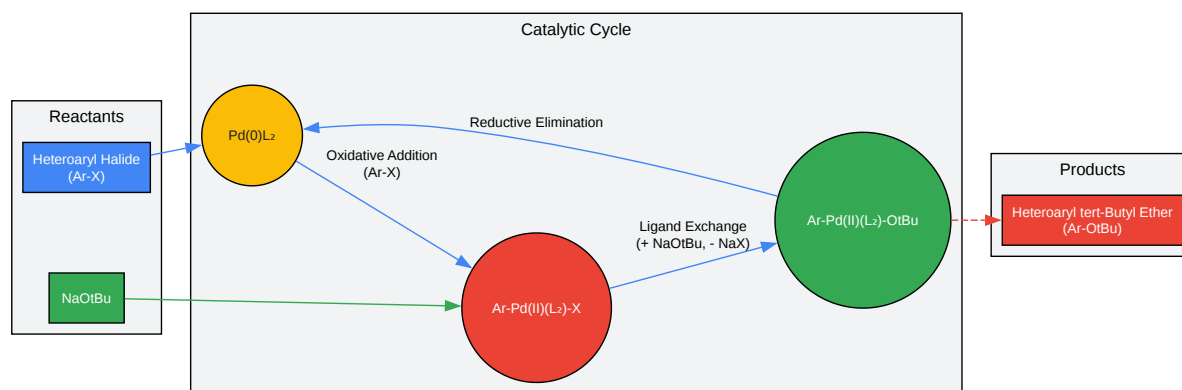 Catalytic Cycle
Reactants
Heteroaryl Halide
(Ar-X)
NaOtBu
Pd(0)L₂
Oxidative Addition
(Ar-X)
Reductive Elimination
Ar-Pd(II)(L₂)-X
Ligand Exchange
(+ NaOtBu, - NaX)
Ar-Pd(II)(L₂)-OtBu
Products
Heteroaryl tert-Butyl Ether
(Ar-OtBu)